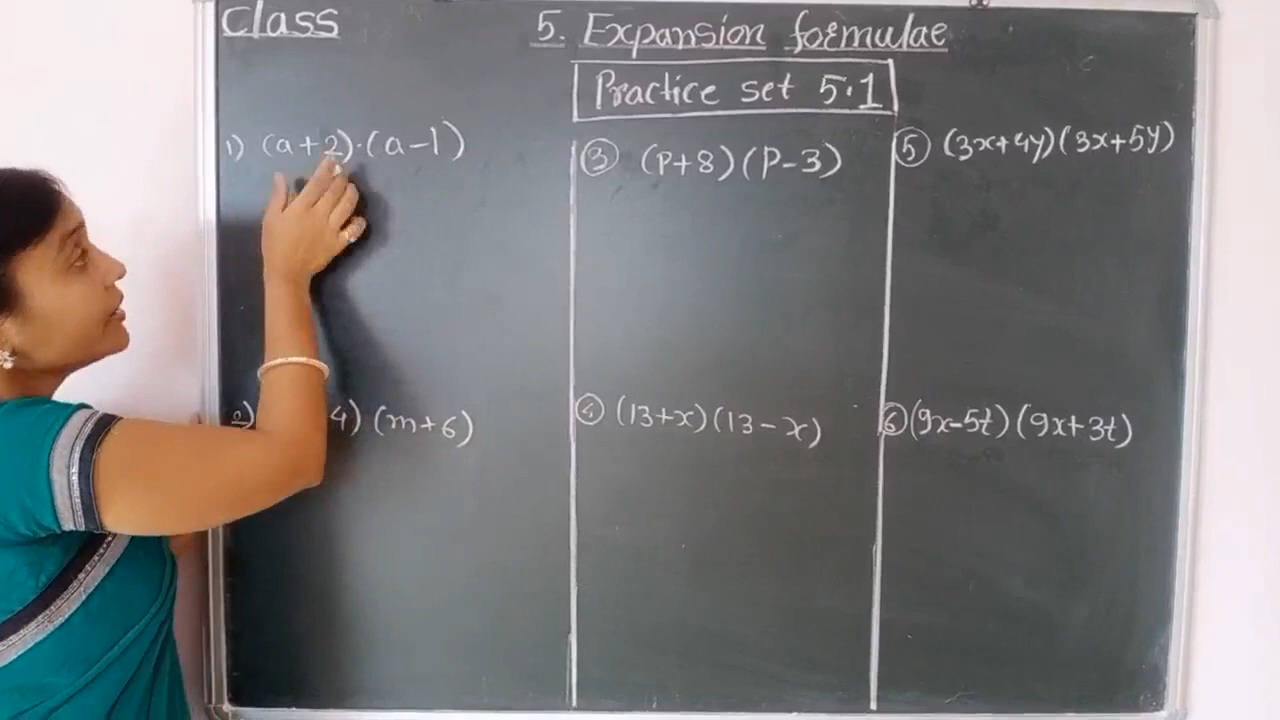 Class
5. Expansion formulae
Practice set 5.1
1) (a+2)·(a-1)
2) 4) (m+6)
③ (p+8)(p-3)
④ (13+x)(13-x)
⑤ (3x+4y)(3x+5y)
⑥ (9x-5t)(9x+3t)